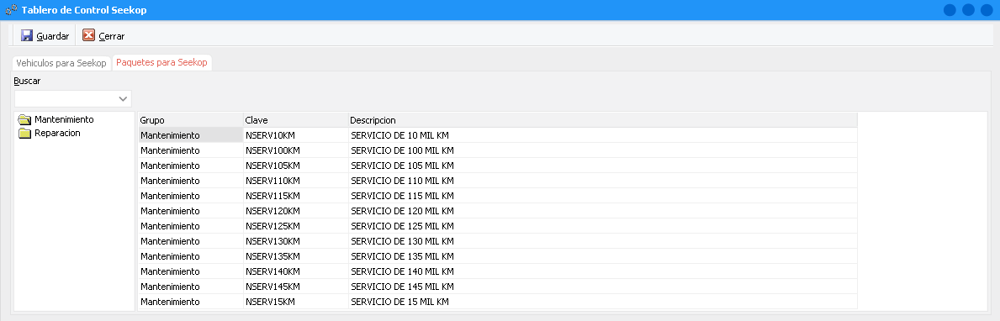 Tablero de Control Seekop
Guardar Cerrar
Vehiculos para Seekop Paquetes para Seekop
Buscar
Mantenimiento
Reparacion
Grupo Clave Descripcion
Mantenimiento NSERV10KM SERVICIO DE 10 MIL KM
Mantenimiento NSERV100KM SERVICIO DE 100 MIL KM
Mantenimiento NSERV105KM SERVICIO DE 105 MIL KM
Mantenimiento NSERV110KM SERVICIO DE 110 MIL KM
Mantenimiento NSERV115KM SERVICIO DE 115 MIL KM
Mantenimiento NSERV120KM SERVICIO DE 120 MIL KM
Mantenimiento NSERV125KM SERVICIO DE 125 MIL KM
Mantenimiento NSERV130KM SERVICIO DE 130 MIL KM
Mantenimiento NSERV135KM SERVICIO DE 135 MIL KM
Mantenimiento NSERV140KM SERVICIO DE 140 MIL KM
Mantenimiento NSERV145KM SERVICIO DE 145 MIL KM
Mantenimiento NSERV15KM SERVICIO DE 15 MIL KM